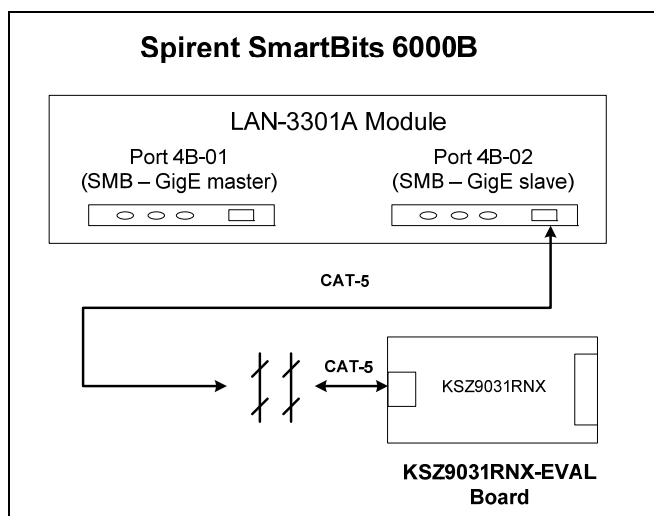 Spirent SmartBits 6000B
LAN-3301A Module
Port 4B-01
(SMB – GigE master)
Port 4B-02
(SMB – GigE slave)
CAT-5
CAT-5
KSZ9031RNX
KSZ9031RNX-EVAL
Board